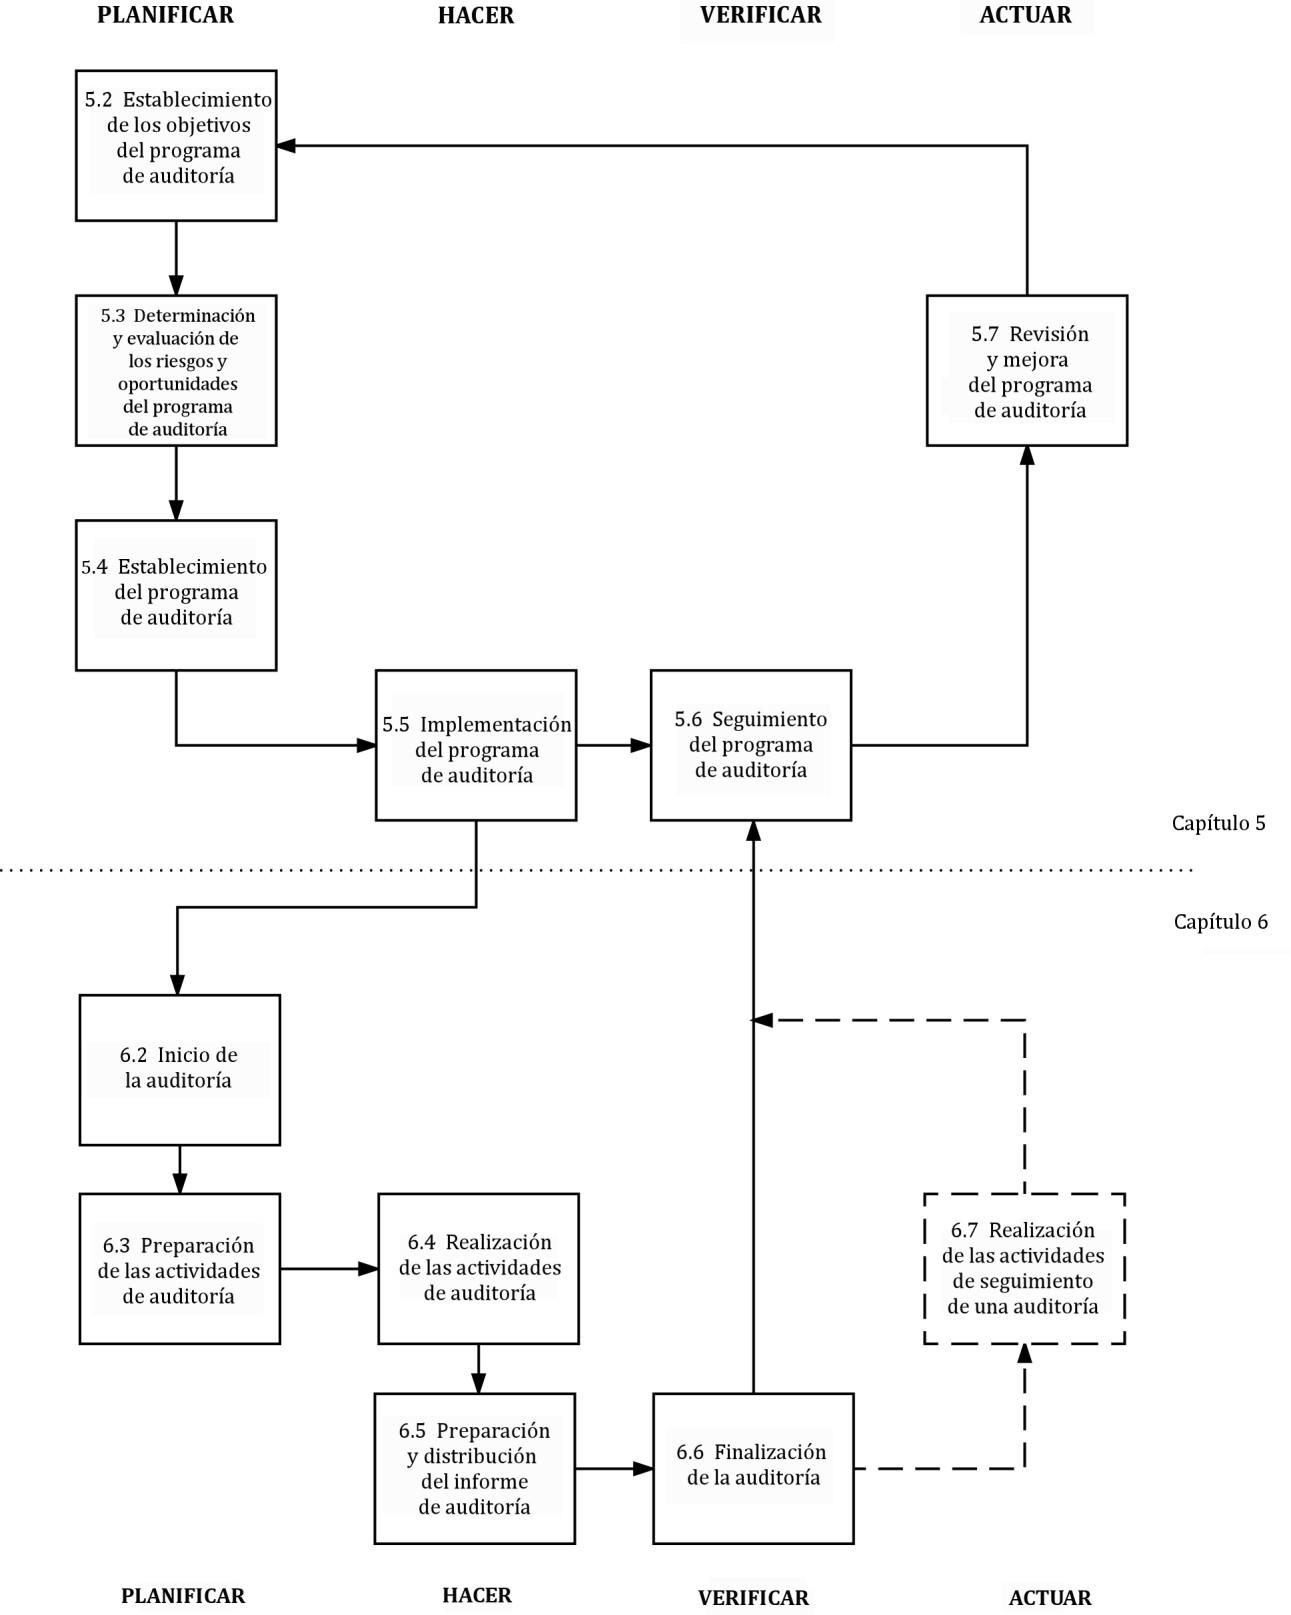 PLANIFICAR
HACER
VERIFICAR
ACTUAR
5.2 Establecimiento
de los objetivos
del programa
de auditoría
5.3 Determinación
y evaluación de
los riesgos y
oportunidades
del programa
de auditoría
5.7 Revisión
y mejora
del programa
de auditoría
5.4 Establecimiento
del programa
de auditoría
5.5 Implementación
del programa
de auditoría
5.6 Seguimiento
del programa
de auditoría
Capítulo 5
Capítulo 6
6.2 Inicio de
la auditoría
6.3 Preparación
de las actividades
de auditoría
6.4 Realización
de las actividades
de auditoría
6.7 Realización
de las actividades
de seguimiento
de una auditoría
6.5 Preparación
y distribución
del informe
de auditoría
6.6 Finalización
de la auditoría
PLANIFICAR
HACER
VERIFICAR
ACTUAR